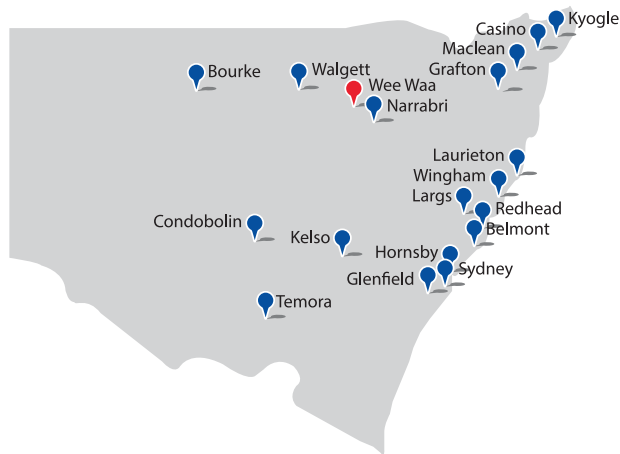 Kyogle
Casino
Maclean
Grafton
Bourke
Walgett
Wee Waa
Narrabri
Laurieton
Wingham
Largs
Redhead
Belmont
Condobolin
Kelso
Hornsby
Sydney
Glenfield
Temora